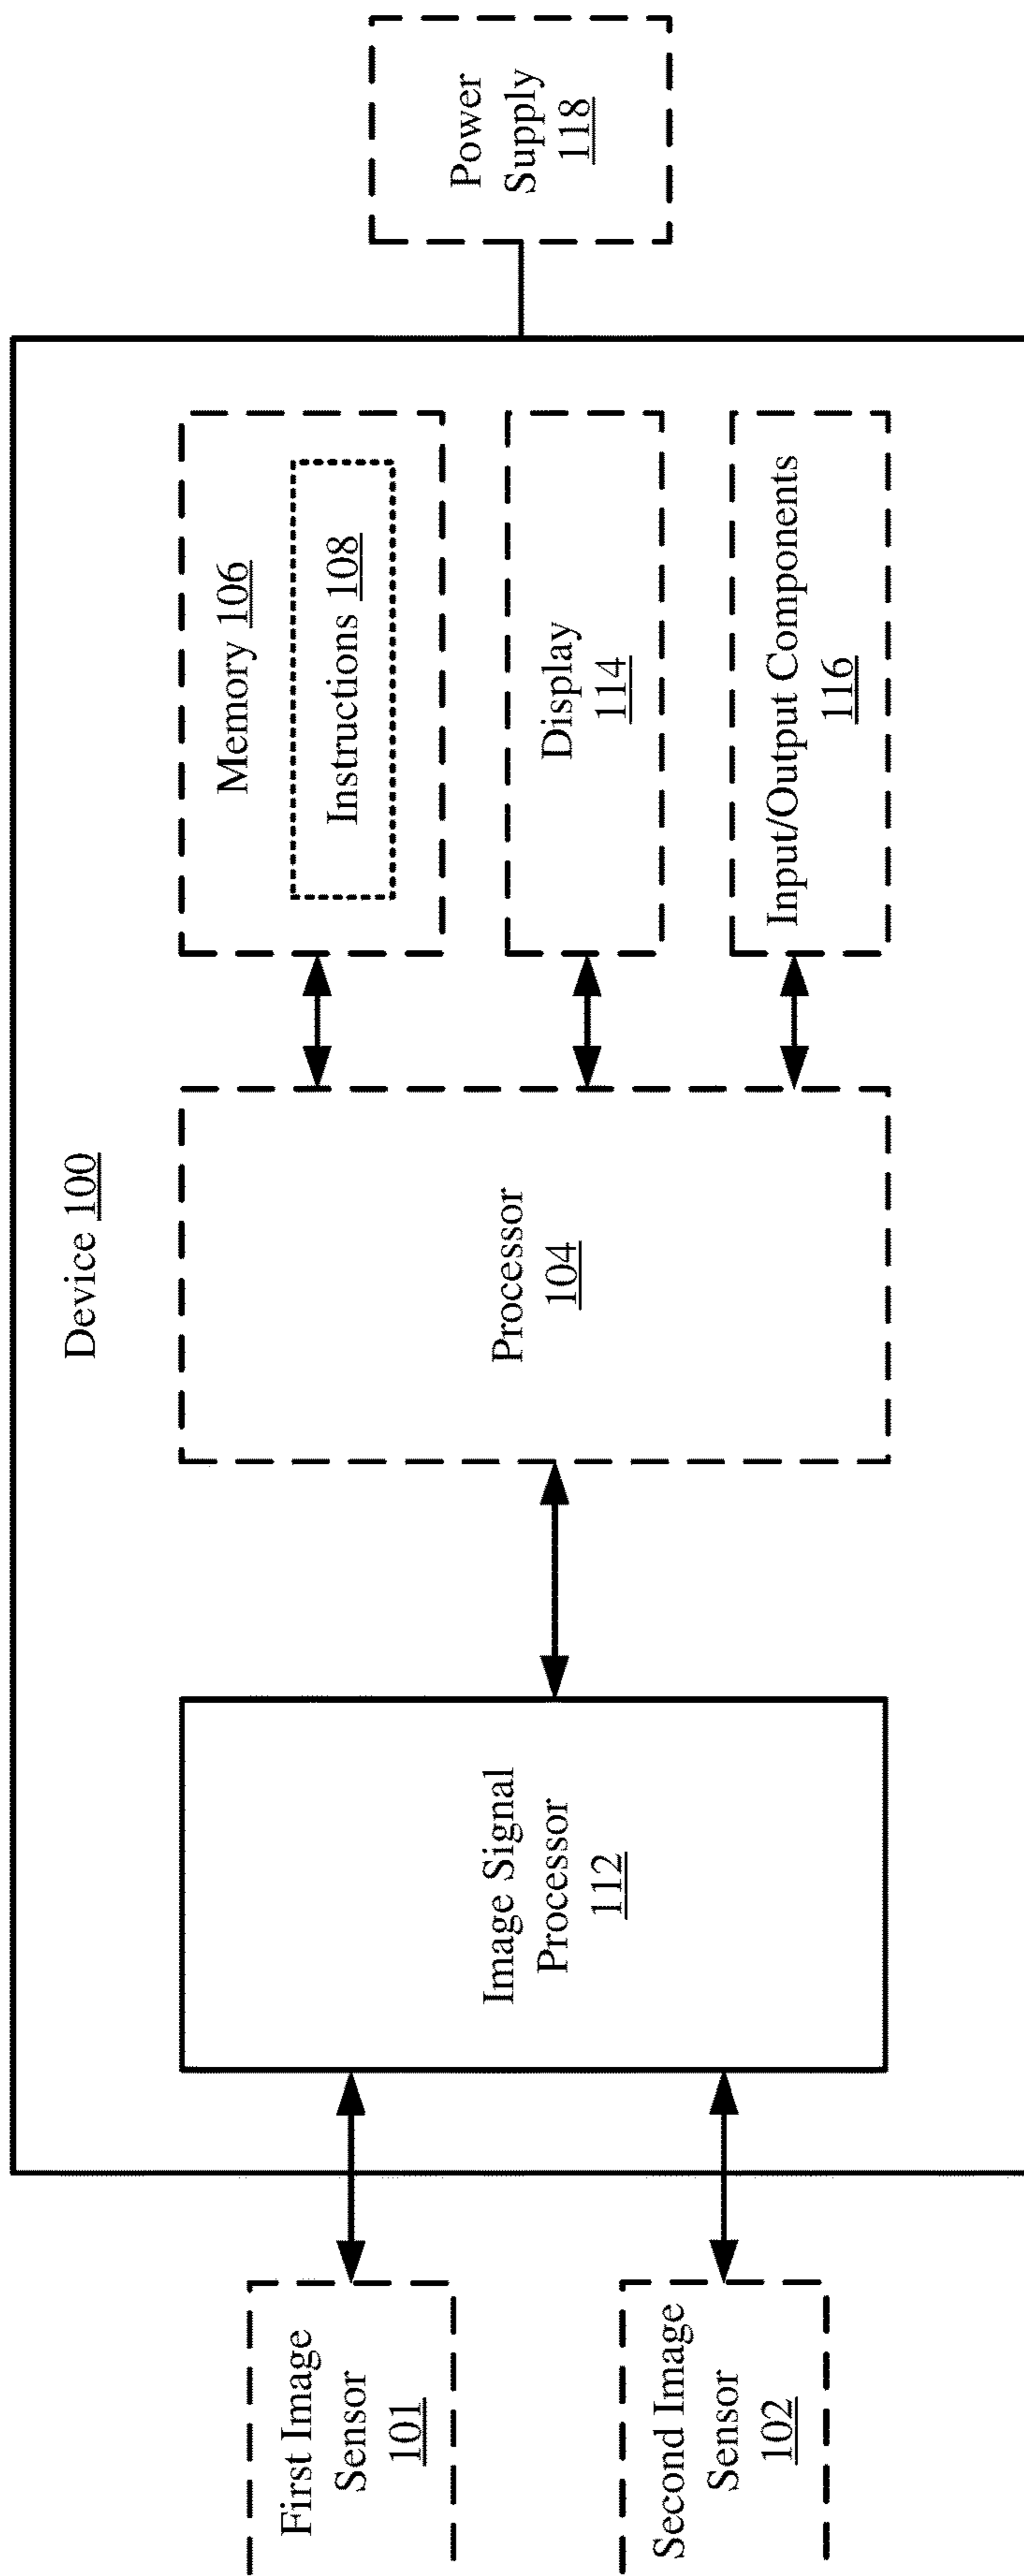 Device 100
First Image
Sensor
101
Second Image
Sensor
102
Image Signal
Processor
112
Processor
104
Memory 106
Instructions 108
Display
114
Input/Output Components
116
Power
Supply
118